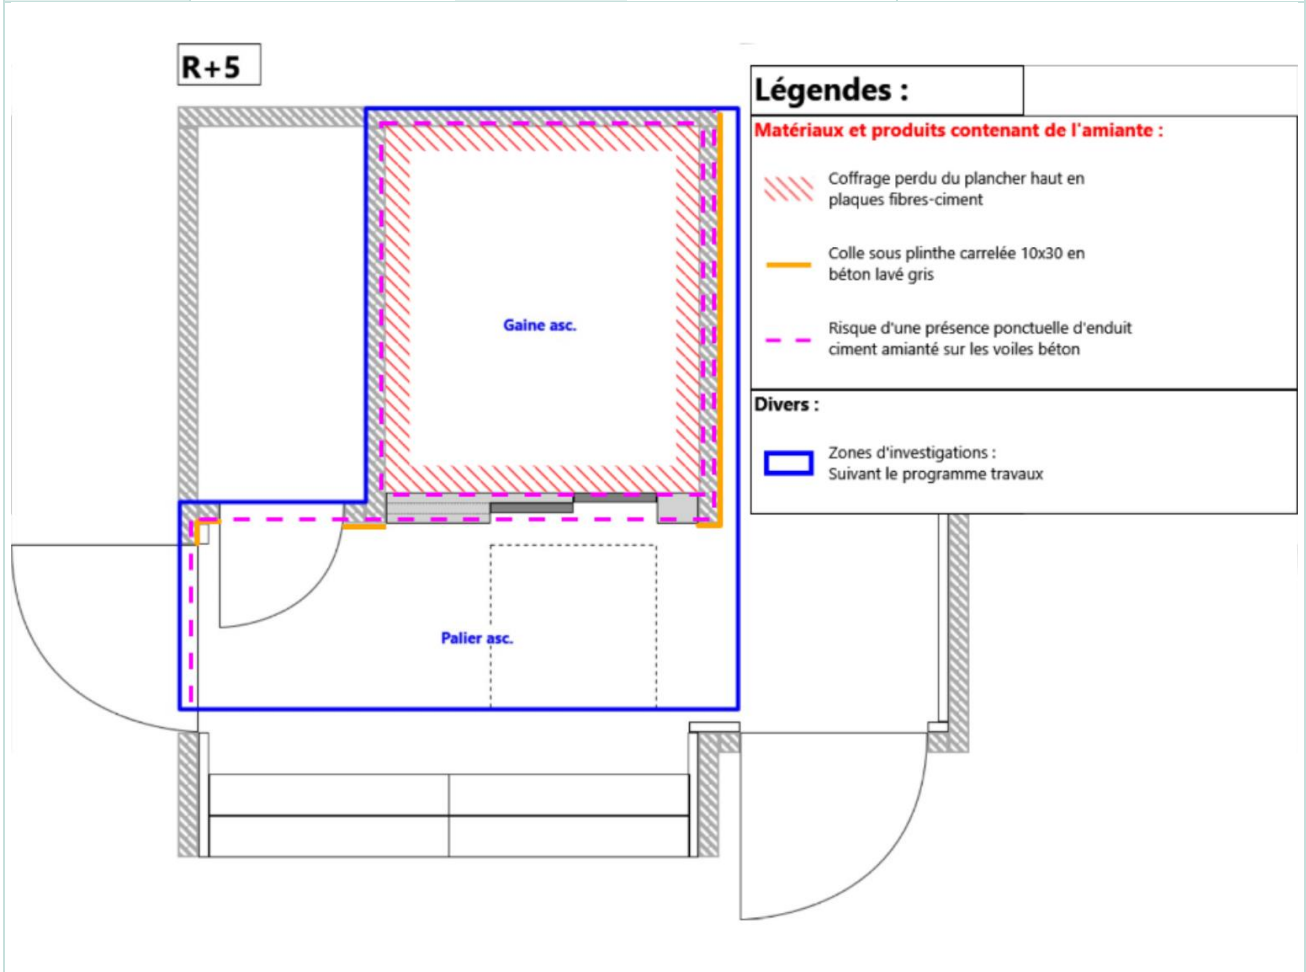 R+5
Légendes :
Matériaux et produits contenant de l'amiante :
Coffrage perdu du plancher haut en
plaques fibres-ciment
Colle sous plinthe carrelée 10x30 en
béton lavé gris
Risque d'une présence ponctuelle d'enduit
ciment amianté sur les voiles béton
Divers :
Zones d'investigations :
Suivant le programme travaux
Gaine asc.
Palier asc.